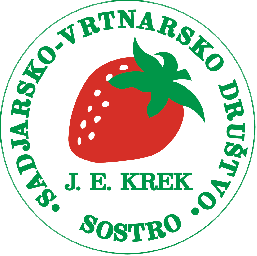 •SADJARSKO-VRTNARSKO DRUŠTVO•
J. E. KREK
SOSTRO